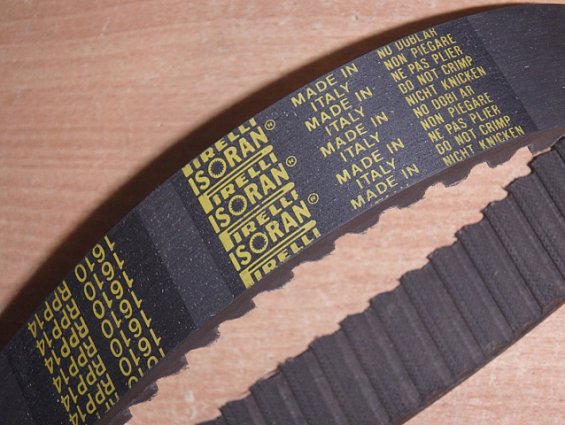 1610 RPP14
1610 RPP14
1610 RPP14
1610 RPP14
1610 RPP14
PIRELLI
ISORAN®
PIRELLI
ISORAN®
PIRELLI
ISORAN®
PIRELLI
MADE IN
ITALY
MADE IN
ITALY
MADE IN
ITALY
MADE IN
ITALY
MADE IN
NO DOBLAR
NON PIEGARE
NE PAS PLIER
DO NOT CRIMP
NICHT KNICKEN
NO DOBLAR
NON PIEGARE
NE PAS PLIER
DO NOT CRIMP
NICHT KNICKEN